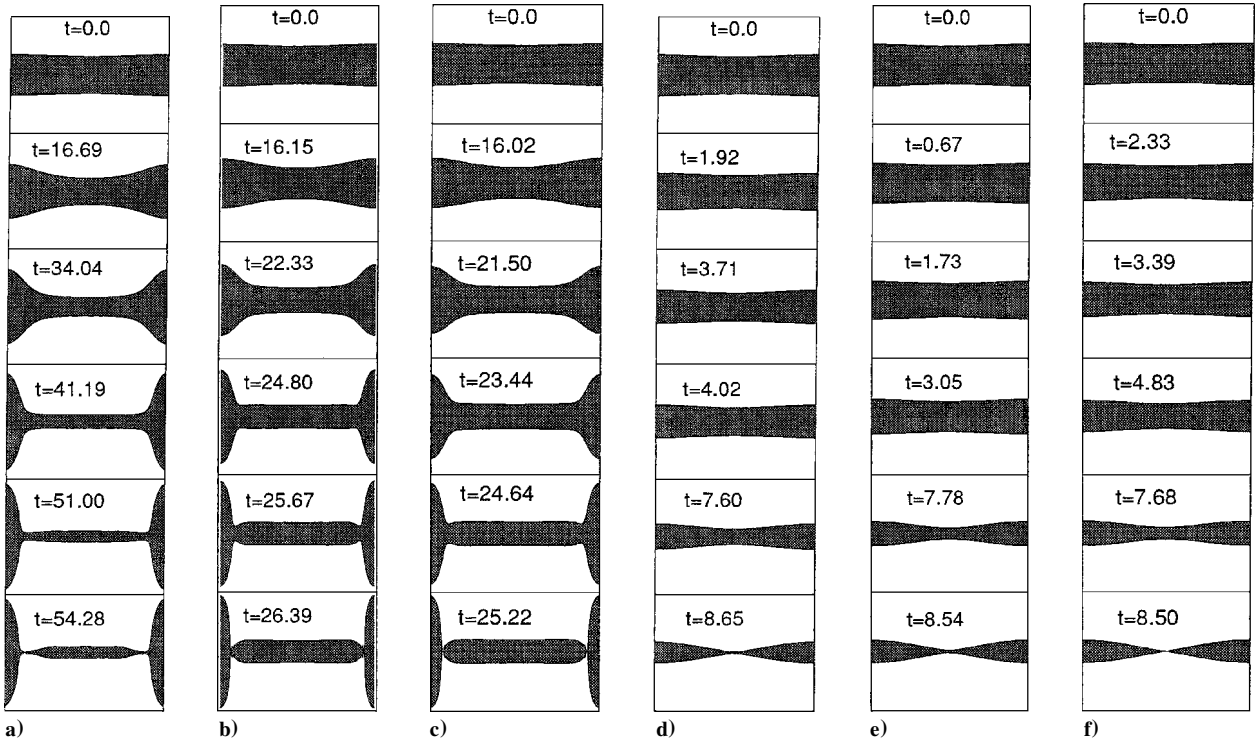 t=0.0
t=16.69
t=34.04
t=41.19
t=51.00
t=54.28
a)
t=0.0
t=16.15
t=22.33
t=24.80
t=25.67
t=26.39
b)
t=0.0
t=16.02
t=21.50
t=23.44
t=24.64
t=25.22
c)
t=0.0
t=1.92
t=3.71
t=4.02
t=7.60
t=8.65
d)
t=0.0
t=0.67
t=1.73
t=3.05
t=7.78
t=8.54
e)
t=0.0
t=2.33
t=3.39
t=4.83
t=7.68
t=8.50
f)